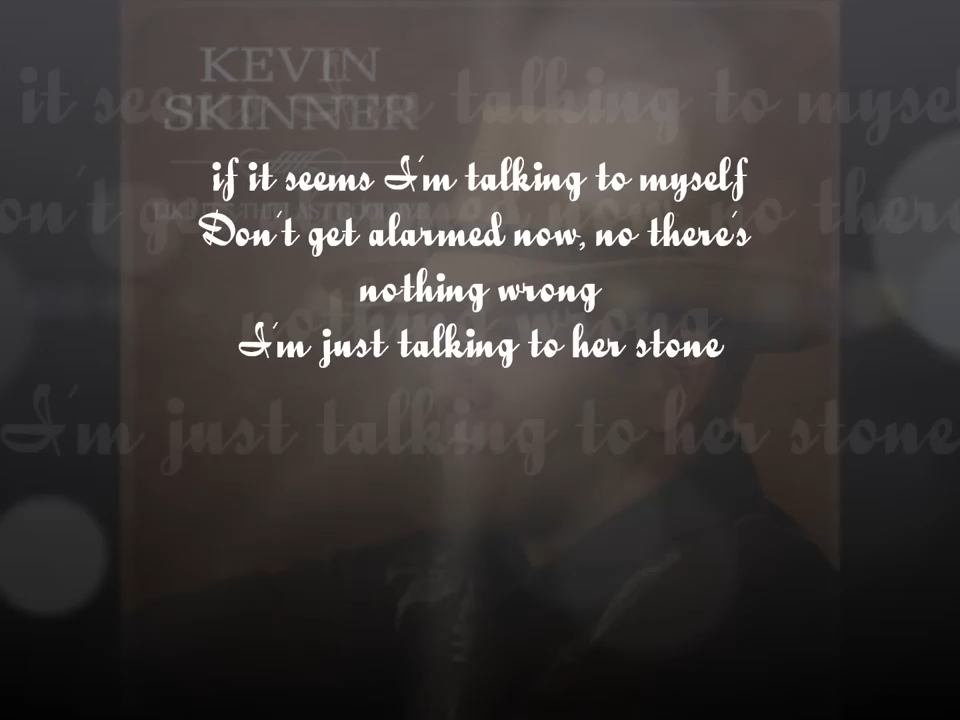 KEVIN
SKINNER
if it seems I'm talking to myself
Don't get alarmed now, no there's
nothing wrong
I'm just talking to her stone